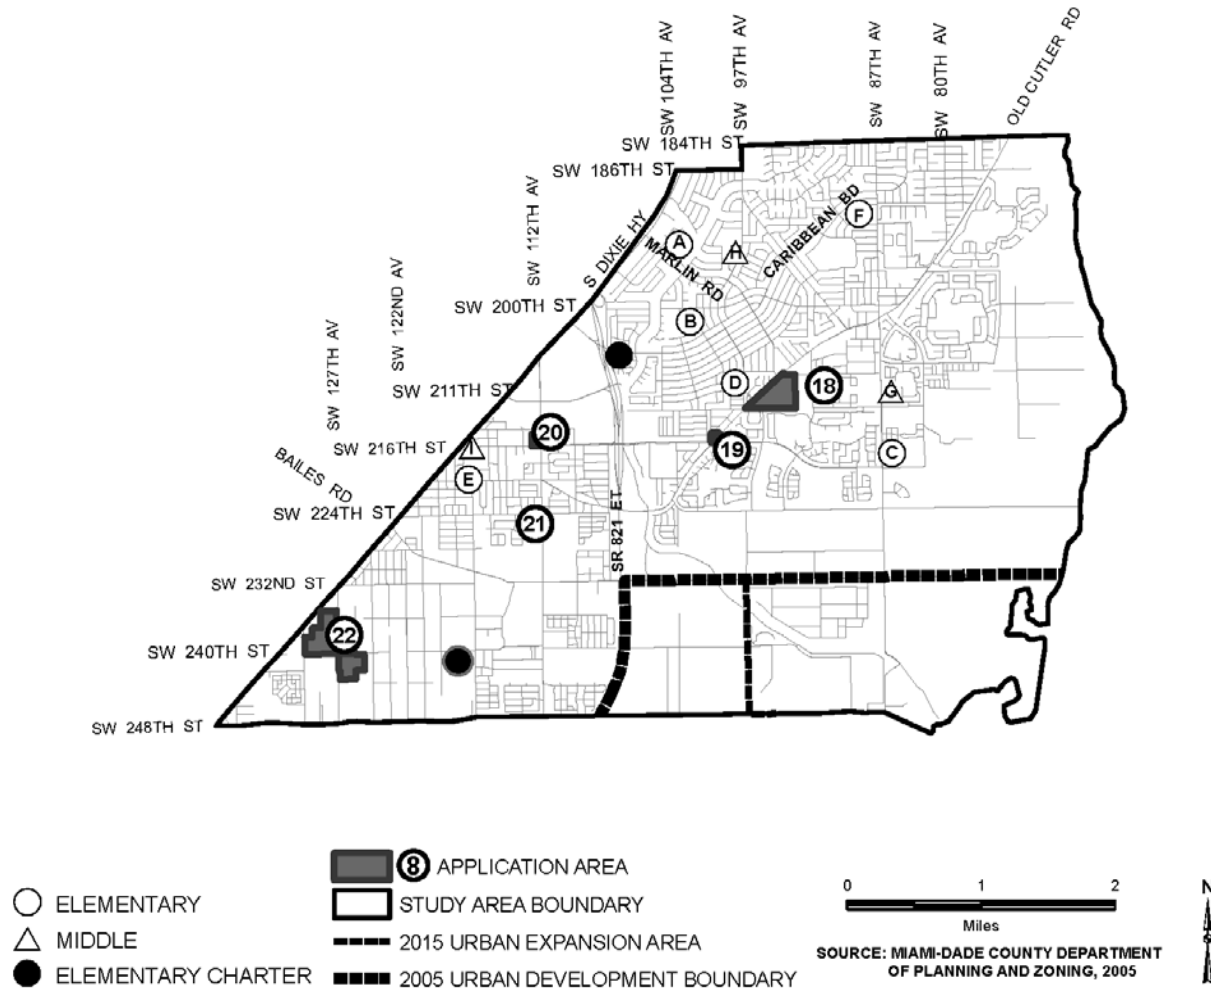 SW 104TH AV
SW 97TH AV
SW 87TH AV
SW 80TH AV
OLD CUTLER RD
SW 184TH ST
SW 186TH ST
SW 112TH AV
S DIXIE HY
MARLIN RD
CARIBBEAN BD
A
H
F
SW 122ND AV
SW 200TH ST
B
SW 127TH AV
SW 211TH ST
D
18
G
20
19
C
SW 216TH ST
I
E
BAILES RD
SW 224TH ST
21
SR 821 ET
SW 232ND ST
22
SW 240TH ST
SW 248TH ST
8 APPLICATION AREA
ELEMENTARY
STUDY AREA BOUNDARY
MIDDLE
2015 URBAN EXPANSION AREA
ELEMENTARY CHARTER
2005 URBAN DEVELOPMENT BOUNDARY
0 1 2
Miles
SOURCE: MIAMI-DADE COUNTY DEPARTMENT
OF PLANNING AND ZONING, 2005
N